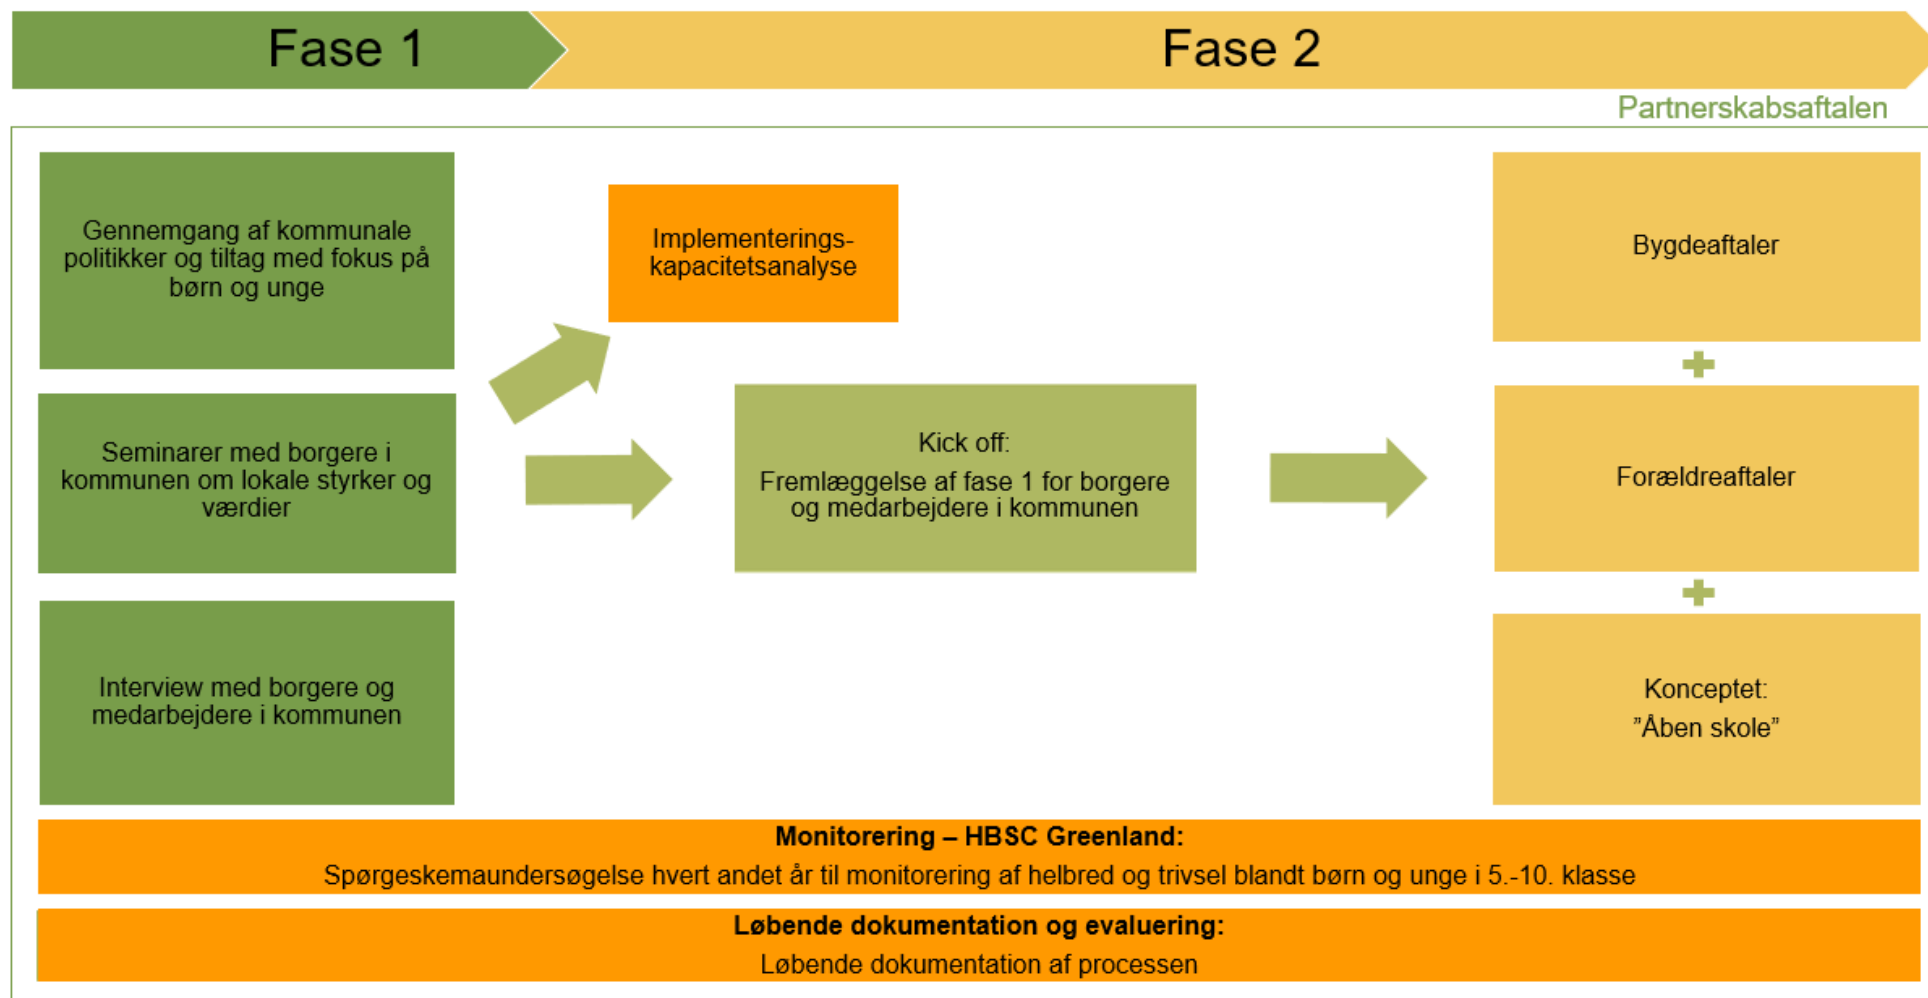 Fase 1
Fase 2
Partnerskabsaftalen
Gennemgang af kommunale
politikker og tiltag med fokus på
børn og unge
Seminarer med borgere i
kommunen om lokale styrker og
værdier
Interview med borgere og
medarbejdere i kommunen
Implementerings-
kapacitetsanalyse
Kick off:
Fremlæggelse af fase 1 for borgere
og medarbejdere i kommunen
Bygdeaftaler
Forældreaftaler
Konceptet:
”Åben skole”
Monitorering – HBSC Greenland:
Spørgeskemaundersøgelse hvert andet år til monitorering af helbred og trivsel blandt børn og unge i 5.-10. klasse
Løbende dokumentation og evaluering:
Løbende dokumentation af processen